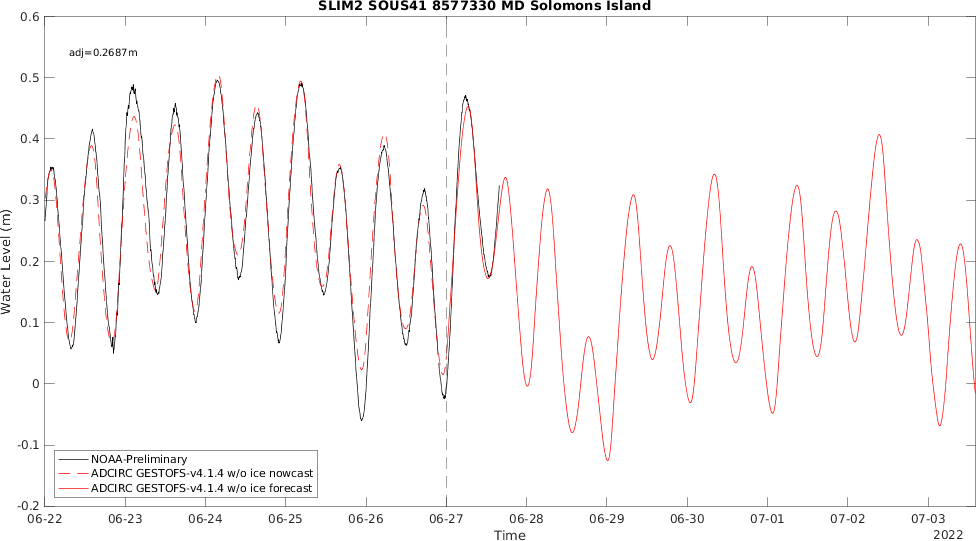 SLIM2 SOUS41 8577330 MD Solomons Island
0.6
adj=0.2687m
0.5
0.4
0.3
0.2
0.1
0
-0.1
-0.2
Water Level (m)
NOAA-Preliminary
ADCIRC GESTOFS-v4.1.4 w/o ice nowcast
ADCIRC GESTOFS-v4.1.4 w/o ice forecast
06-22 06-23 06-24 06-25 06-26 06-27 06-28 06-29 06-30 07-01 07-02 07-03
Time
2022